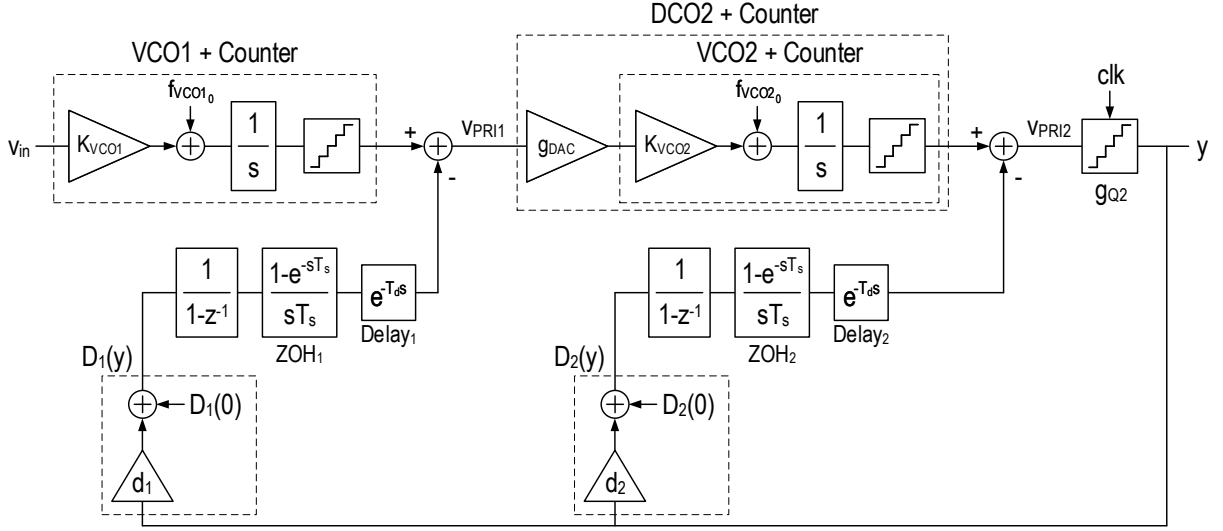 DCO2 + Counter
VCO1 + Counter
VCO2 + Counter
fVCO1₀
fVCO2₀
clk
vin
KVCO1
+
1
s
+
-
+
vPRI1
gDAC
KVCO2
+
1
s
+
-
+
vPRI2
gQ2
y
1
1-z⁻¹
1-e⁻ˢᵀˢ
sTs
ZOH1
e⁻ᵀᵈˢ
Delay1
1
1-z⁻¹
1-e⁻ˢᵀˢ
sTs
ZOH2
e⁻ᵀᵈˢ
Delay2
D1(y)
+
D1(0)
d1
D2(y)
+
D2(0)
d2